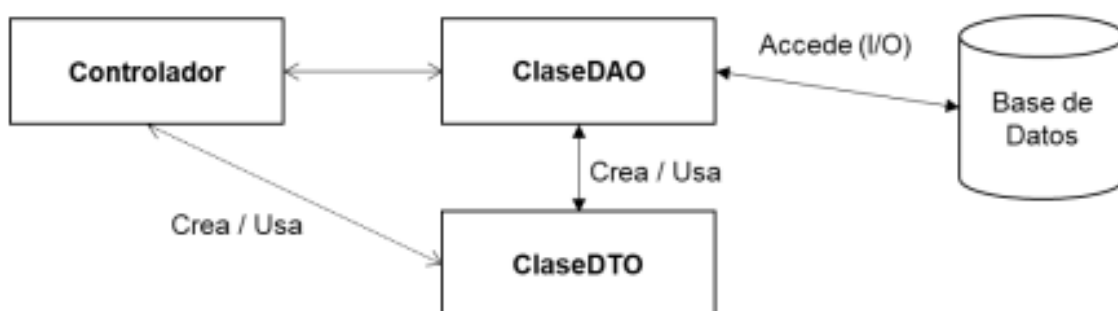 Controlador
ClaseDAO
Accede (I/O)
Base de
Datos
Crea / Usa
Crea / Usa
ClaseDTO